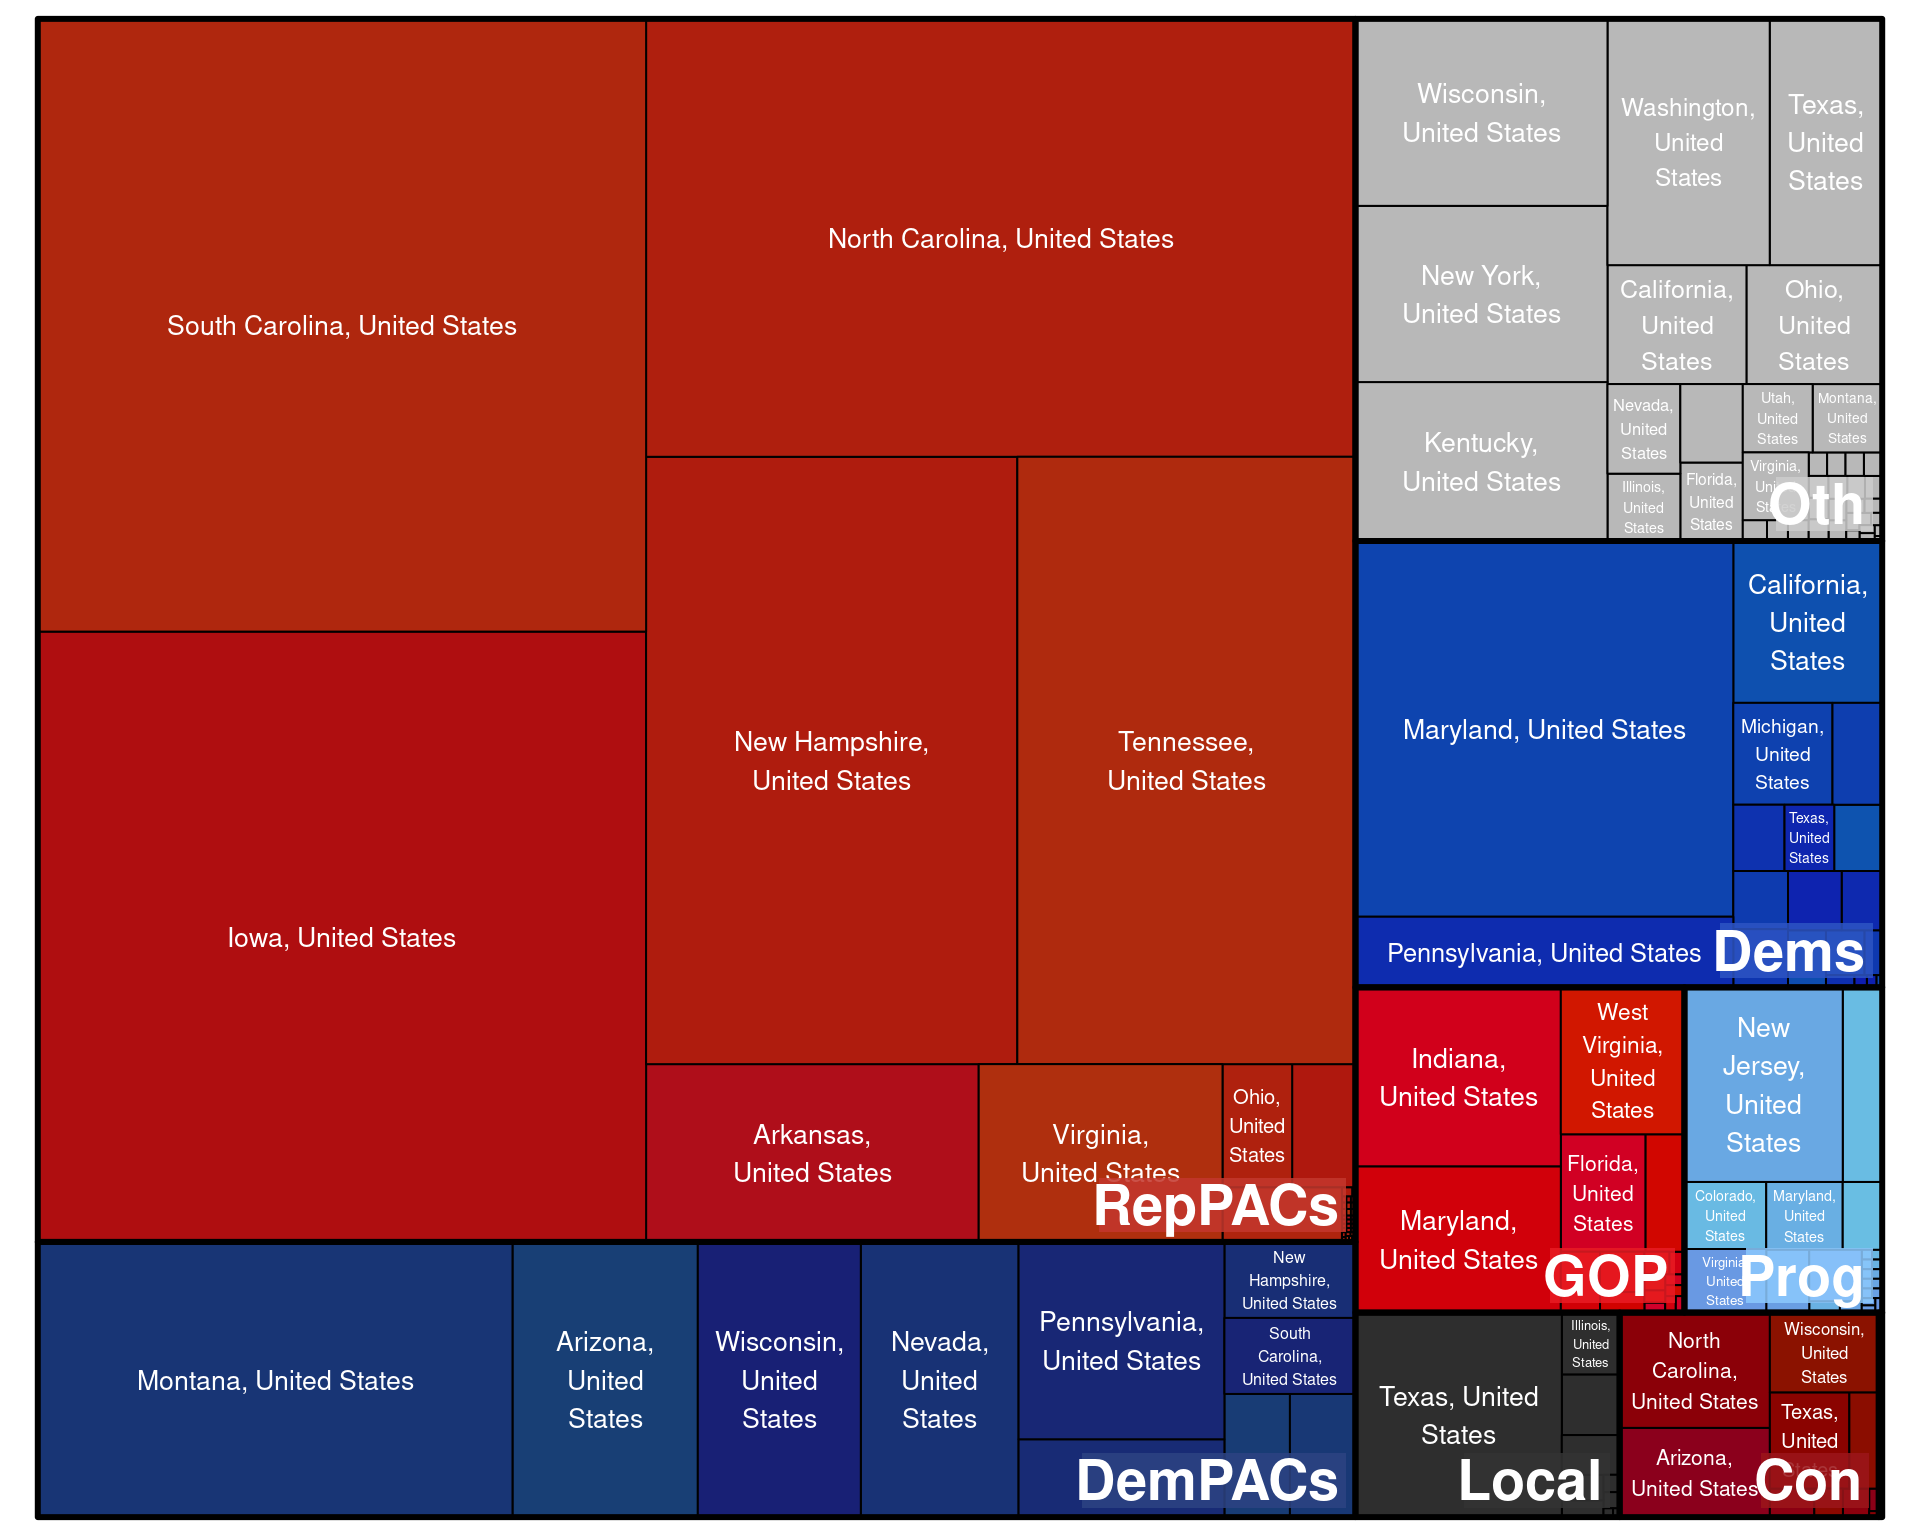 South Carolina, United States
North Carolina, United States
Iowa, United States
New Hampshire,
United States
Tennessee,
United States
Arkansas,
United States
Virginia,
United States
Ohio,
United
States
RepPACs
Montana, United States
Arizona,
United
States
Wisconsin,
United
States
Nevada,
United
States
Pennsylvania,
United States
New
Hampshire,
United States
South
Carolina,
United States
DemPACs
Wisconsin,
United States
Washington,
United
States
Texas,
United
States
New York,
United States
California,
United
States
Ohio,
United
States
Kentucky,
United States
Nevada,
United
States
Utah,
United
States
Montana,
United
States
Illinois,
United
States
Florida,
United
States
Virginia,
Oth
Maryland, United States
California,
United
States
Michigan,
United
States
Texas,
United
States
Pennsylvania, United States
Dems
Indiana,
United States
West
Virginia,
United
States
Maryland,
United States
Florida,
United
States
GOP
New
Jersey,
United
States
Colorado,
United
States
Maryland,
United
States
Virginia
United
States
Prog
Texas, United
States
Illinois,
United
States
Local
North
Carolina,
United States
Wisconsin,
United
States
Arizona,
United States
Texas,
United
Con